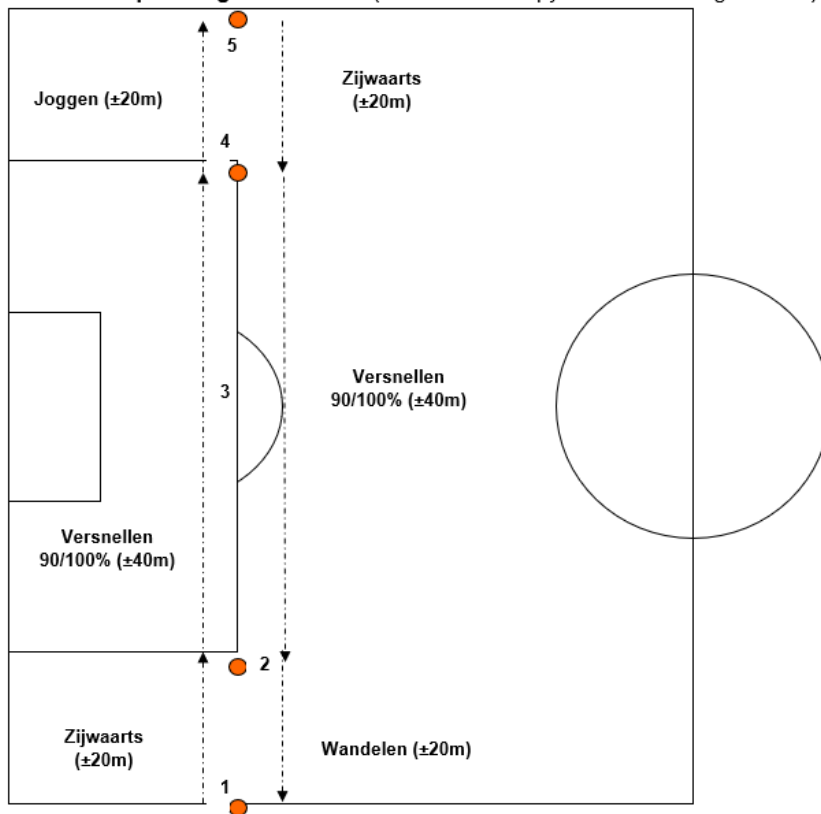 5
Joggen (±20m)
Zijwaarts
(±20m)
4
3
Versnellen
90/100% (±40m)
Versnellen
90/100% (±40m)
2
Zijwaarts
(±20m)
Wandelen (±20m)
1